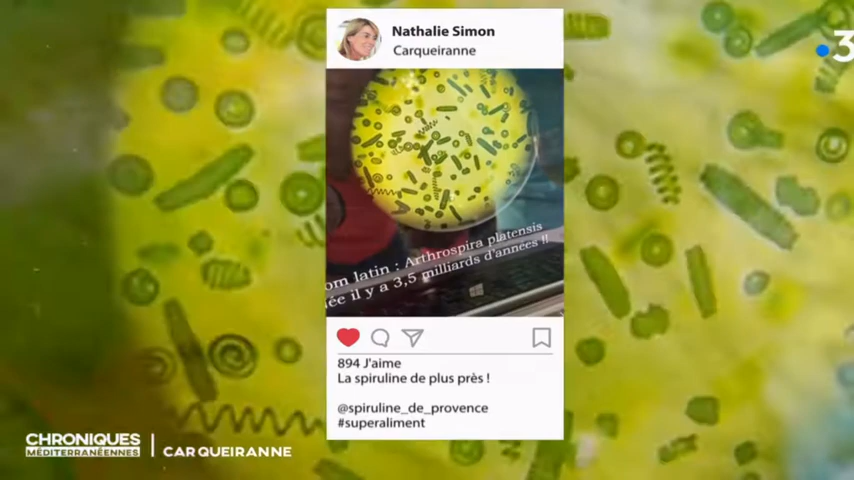 Nathalie Simon
Carqueiranne
3
om latin : Arthrospira platensis
ée il y a 3,5 milliards d'années !!
894 J'aime
La spiruline de plus près !
@spiruline_de_provence
#superaliment
CHRONIQUES
MÉDITERRANÉENNES
CARQUEIRANNE